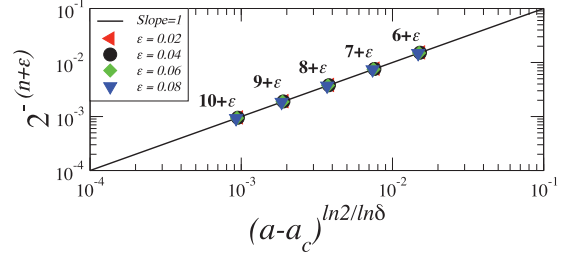 10^-1
10^-2
10^-3
10^-4
2^-(n+ε)
Slope=1
ε = 0.02
ε = 0.04
ε = 0.06
ε = 0.08
6+ε
7+ε
8+ε
9+ε
10+ε
10^-4
10^-3
10^-2
10^-1
(a-a_c)^ln2/lnδ